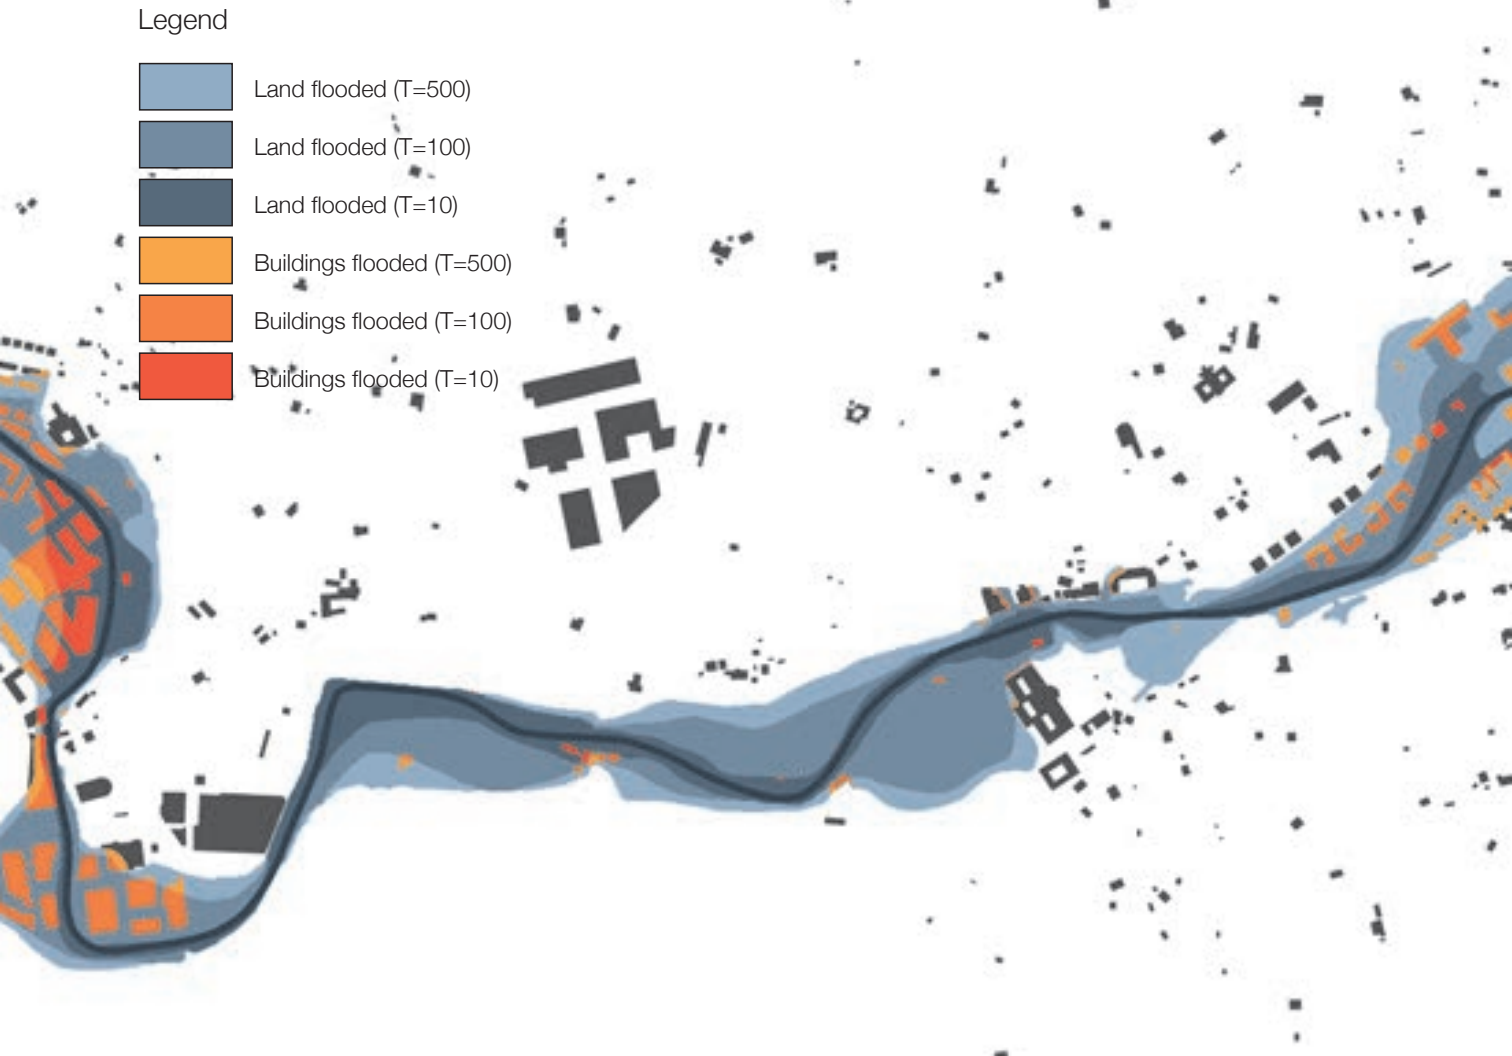 Legend
Land flooded (T=500)
Land flooded (T=100)
Land flooded (T=10)
Buildings flooded (T=500)
Buildings flooded (T=100)
Buildings flooded (T=10)